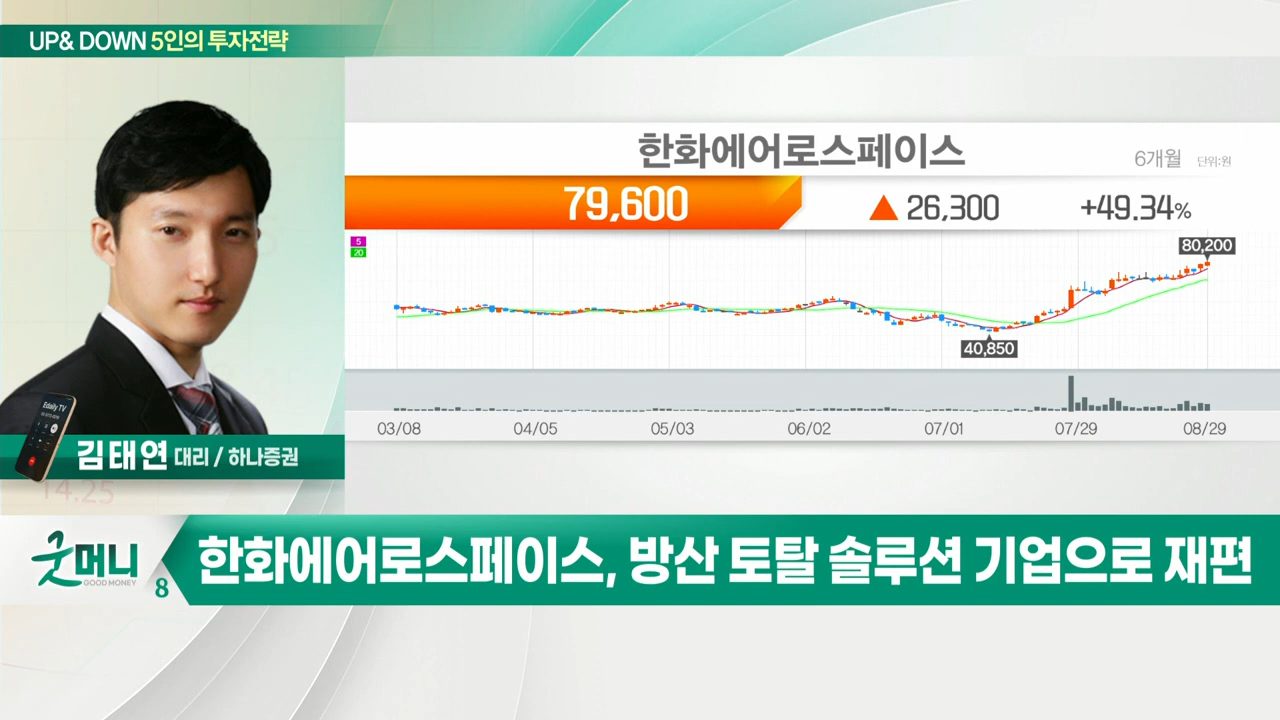 UP& DOWN 5인의 투자전략
한화에어로스페이스
6개월 단위:원
79,600 ▲ 26,300 +49.34%
5
20
80,200
40,850
03/08 04/05 05/03 06/02 07/01 07/29 08/29
Edaily TV
김태연 대리 / 하나증권
14.25
굿머니
GOOD MONEY
8
한화에어로스페이스, 방산 토탈 솔루션 기업으로 재편